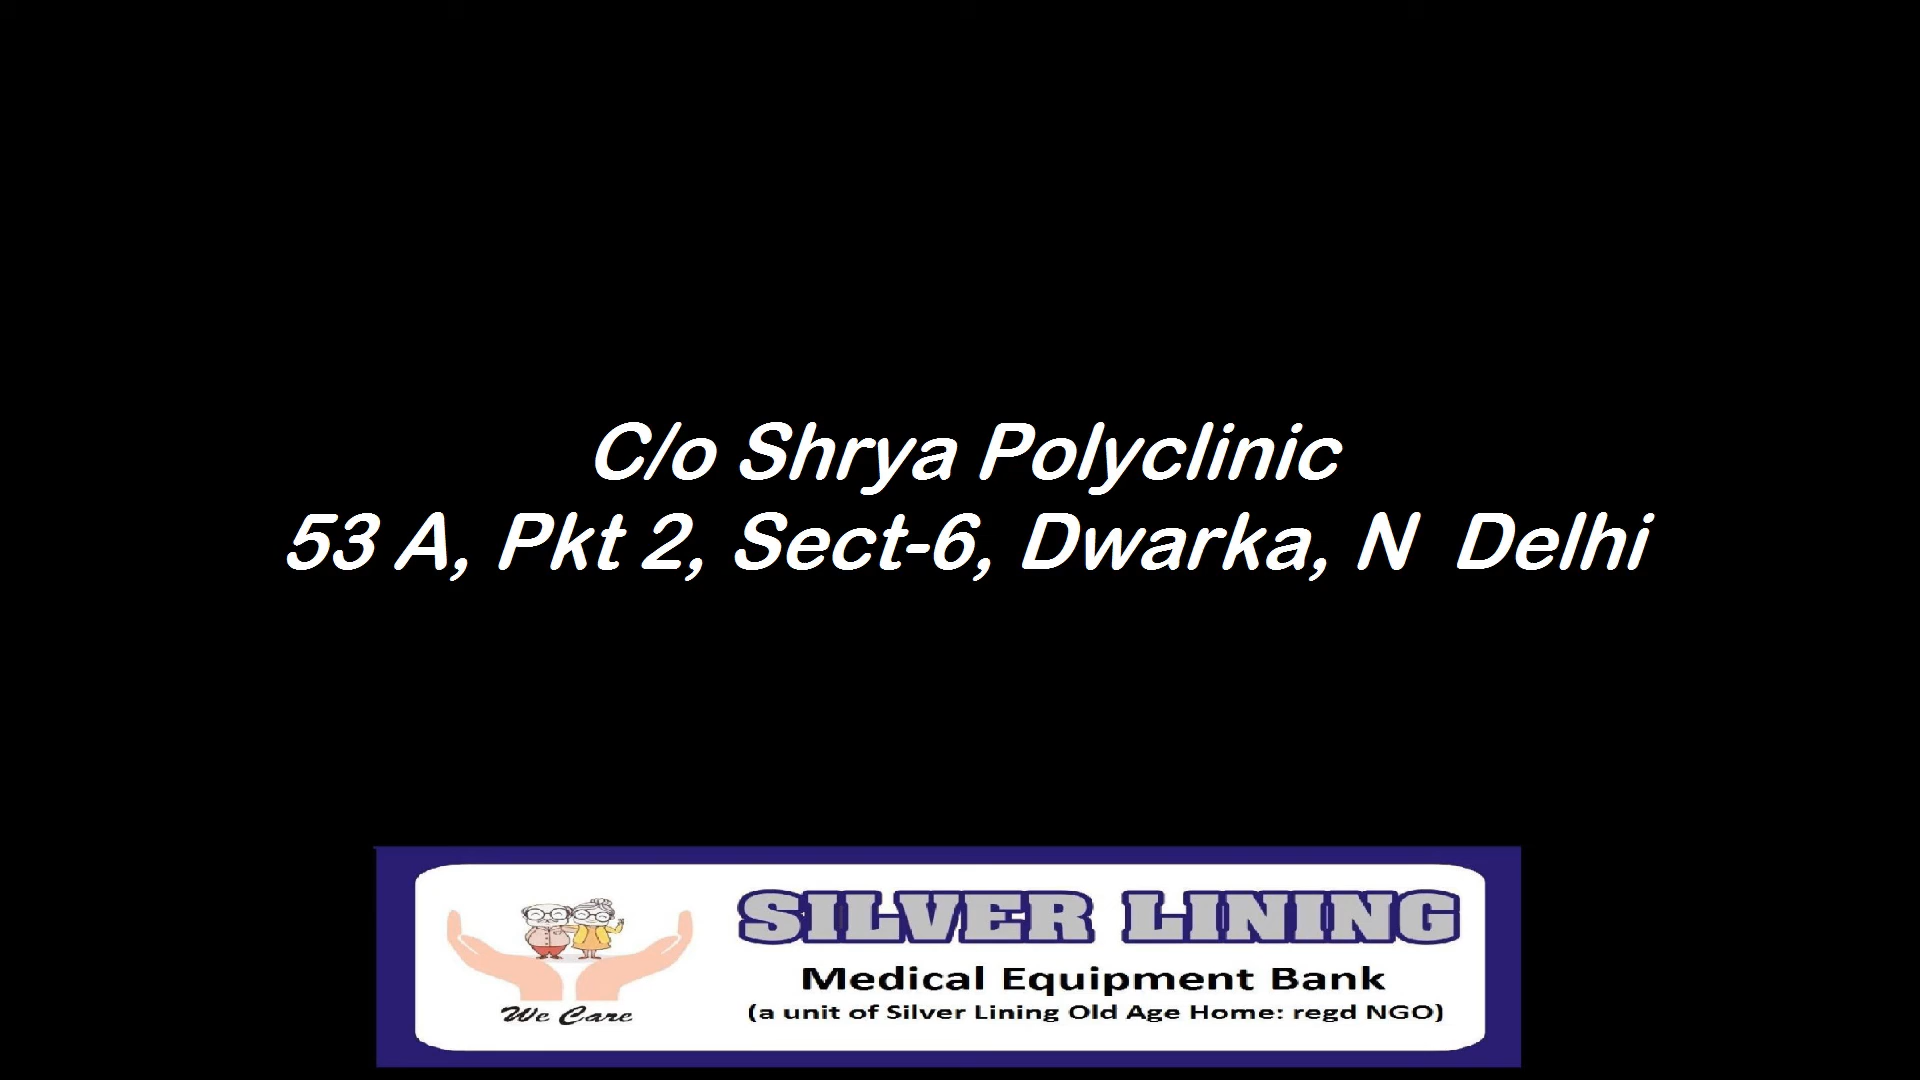 C/o Shrya Polyclinic
53 A, Pkt 2, Sect-6, Dwarka, N  Delhi
SILVER LINING
Medical Equipment Bank
(a unit of Silver Lining Old Age Home: regd NGO)
We Care